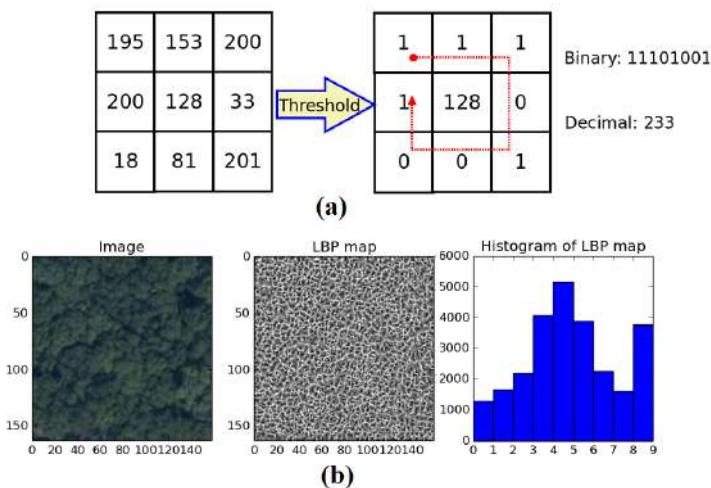 195 153 200
200 128 33
18 81 201
Threshold
1 1 1
1 128 0
0 0 1
Binary: 11101001
Decimal: 233
(a)
Image
0
50
100
150
0 20 40 60 80 100120140
LBP map
0
50
100
150
0 20 40 60 80 100120140
Histogram of LBP map
6000
5000
4000
3000
2000
1000
0
0 1 2 3 4 5 6 7 8 9
(b)